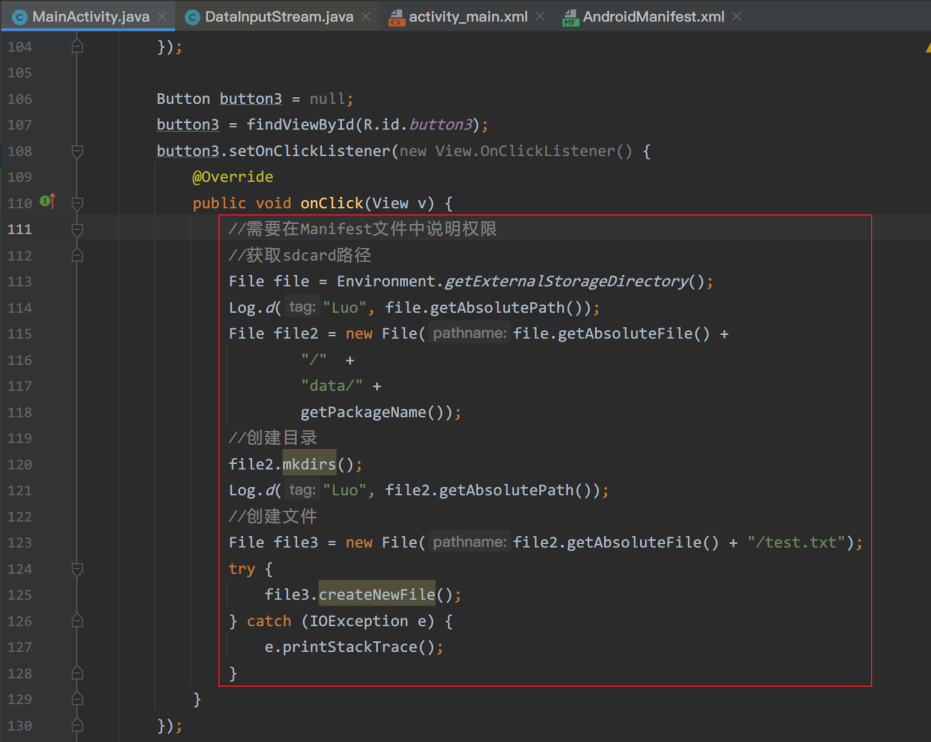 MainActivity.java DataInputStream.java activity_main.xml AndroidManifest.xml
104 });
105
106 Button button3 = null;
107 button3 = findViewById(R.id.button3);
108 button3.setOnClickListener(new View.OnClickListener() {
109 @Override
110 public void onClick(View v) {
111 //需要在Manifest文件中说明权限
112 //获取sdcard路径
113 File file = Environment.getExternalStorageDirectory();
114 Log.d( tag: "Luo", file.getAbsolutePath());
115 File file2 = new File( pathname: file.getAbsoluteFile() +
116 "/" +
117 "data/" +
118 getPackageName());
119 //创建目录
120 file2.mkdirs();
121 Log.d( tag: "Luo", file2.getAbsolutePath());
122 //创建文件
123 File file3 = new File( pathname: file2.getAbsoluteFile() + "/test.txt");
124 try {
125 file3.createNewFile();
126 } catch (IOException e) {
127 e.printStackTrace();
128 }
129 }
130 });